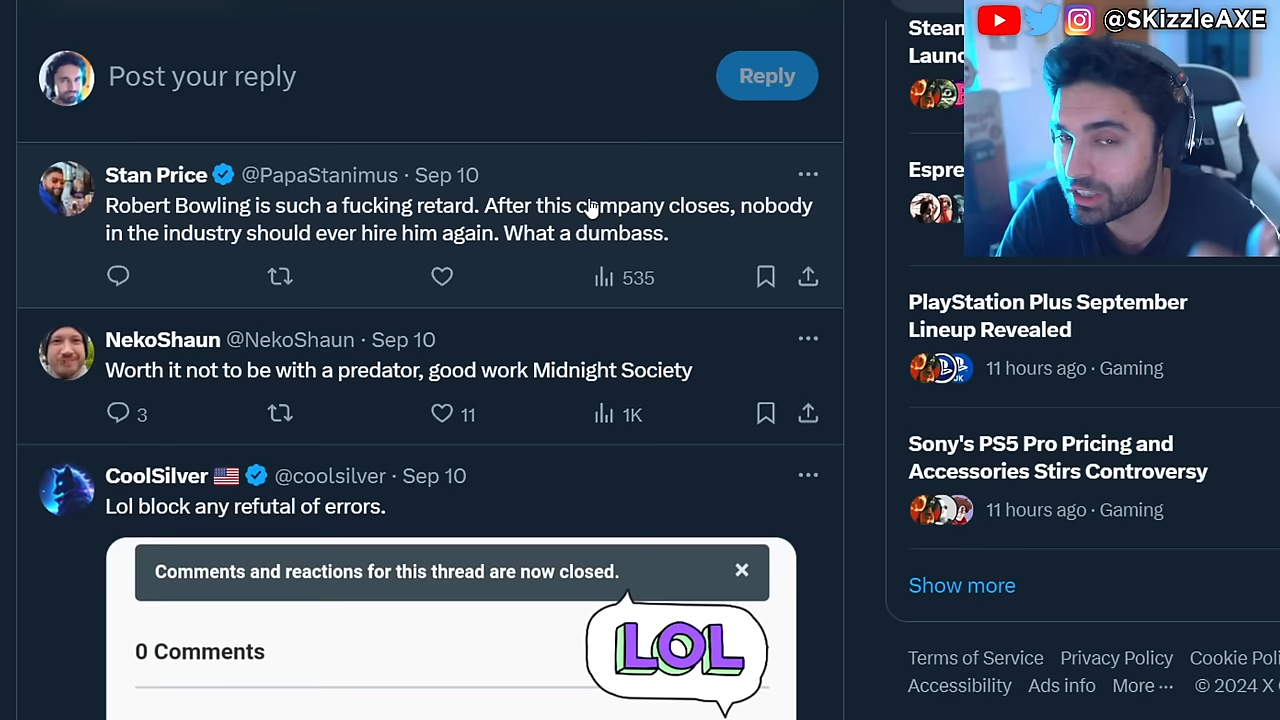 @SKizzleAXE
Post your reply
Reply
Stan Price @PapaStanimus · Sep 10
Robert Bowling is such a fucking retard. After this company closes, nobody
in the industry should ever hire him again. What a dumbass.
535
NekoShaun @NekoShaun · Sep 10
Worth it not to be with a predator, good work Midnight Society
3
11
1K
CoolSilver @coolsilver · Sep 10
Lol block any refutal of errors.
Comments and reactions for this thread are now closed.
0 Comments
LOL
Steam
Laun
Espre
PlayStation Plus September
Lineup Revealed
11 hours ago · Gaming
Sony's PS5 Pro Pricing and
Accessories Stirs Controversy
11 hours ago · Gaming
Show more
Terms of Service Privacy Policy Cookie Poli
Accessibility Ads info More ··· © 2024 X